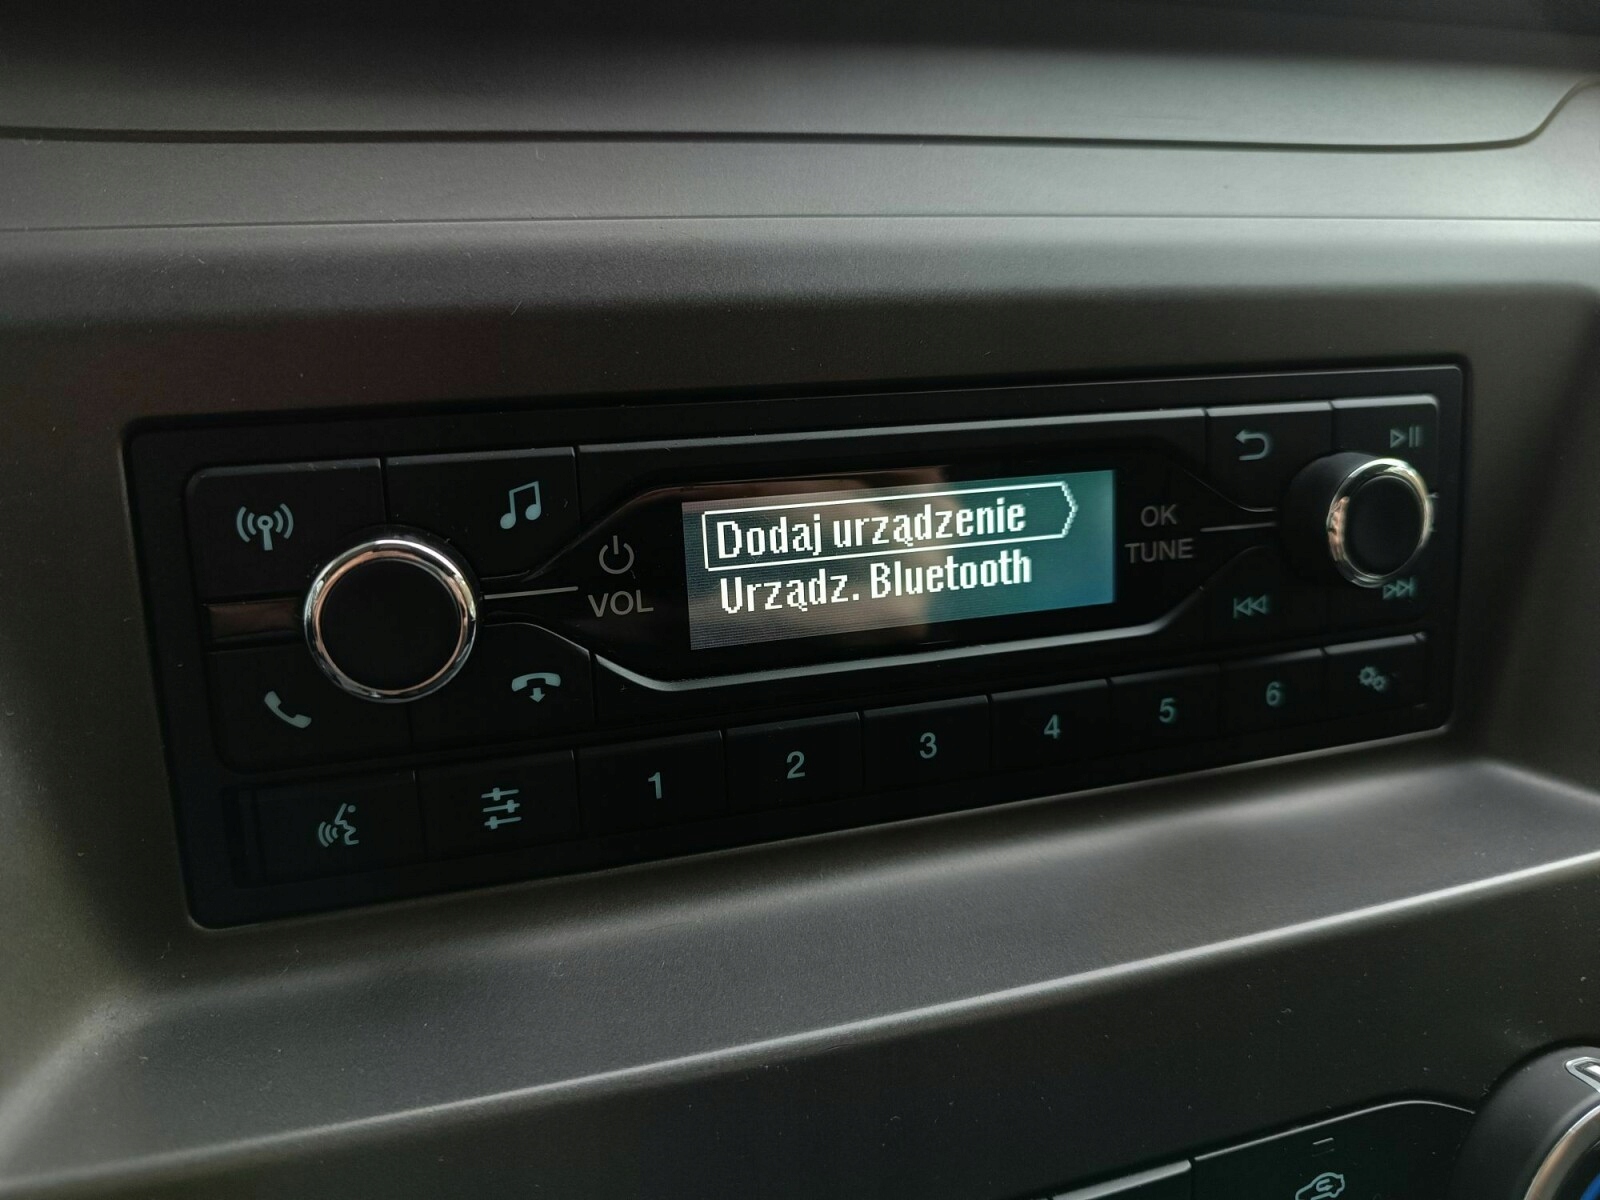 Dodaj urządzenie
Urządz. Bluetooth
VOL
OK
TUNE
1
2
3
4
5
6